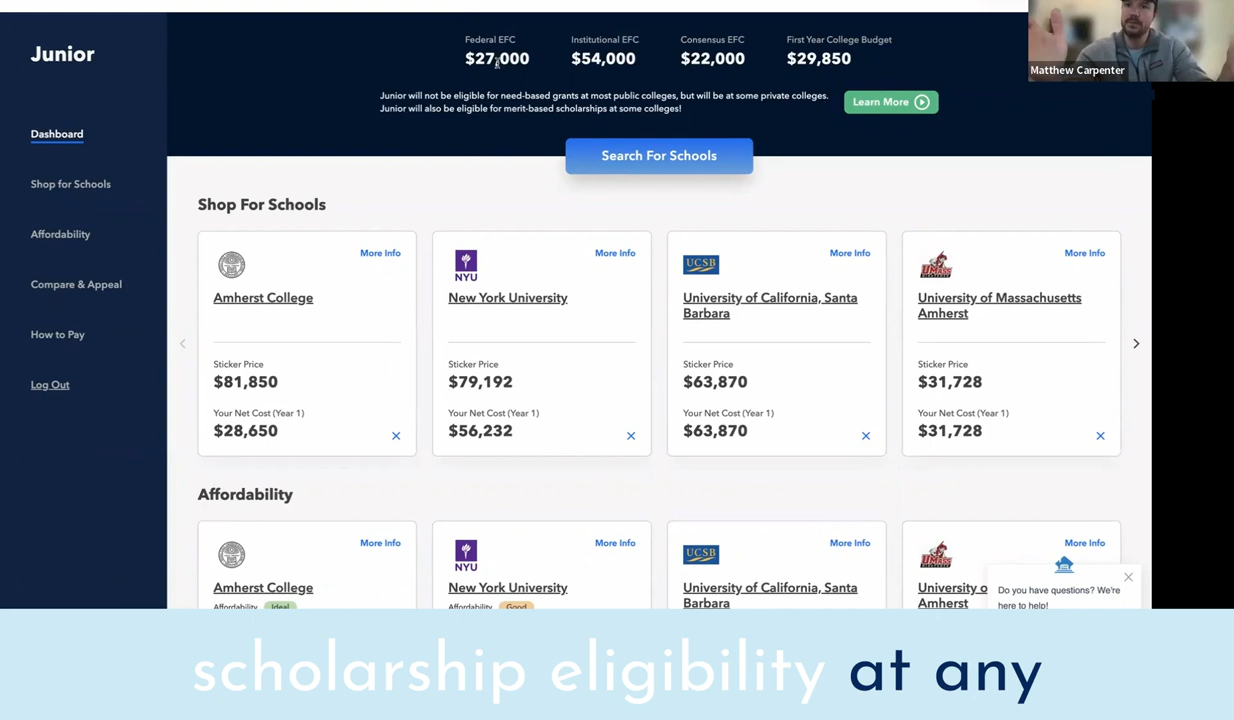 Junior
Dashboard
Shop for Schools
Affordability
Compare & Appeal
How to Pay
Log Out
Federal EFC
$27,000
Institutional EFC
$54,000
Consensus EFC
$22,000
First Year College Budget
$29,850
Junior will not be eligible for need-based grants at most public colleges, but will be at some private colleges.
Junior will also be eligible for merit-based scholarships at some colleges!
Learn More
Matthew Carpenter
Search For Schools
Shop For Schools
More Info
Amherst College
Sticker Price
$81,850
Your Net Cost (Year 1)
$28,650
More Info
NYU
New York University
Sticker Price
$79,192
Your Net Cost (Year 1)
$56,232
More Info
UCSB
University of California, Santa
Barbara
Sticker Price
$63,870
Your Net Cost (Year 1)
$63,870
More Info
UMASS
University of Massachusetts
Amherst
Sticker Price
$31,728
Your Net Cost (Year 1)
$31,728
Affordability
More Info
Amherst College
Affordability Ideal
More Info
NYU
New York University
Affordability Good
More Info
UCSB
University of California, Santa
Barbara
More Info
UMASS
University o
Amherst
Do you have questions? We're
here to help!
scholarship eligibility at any